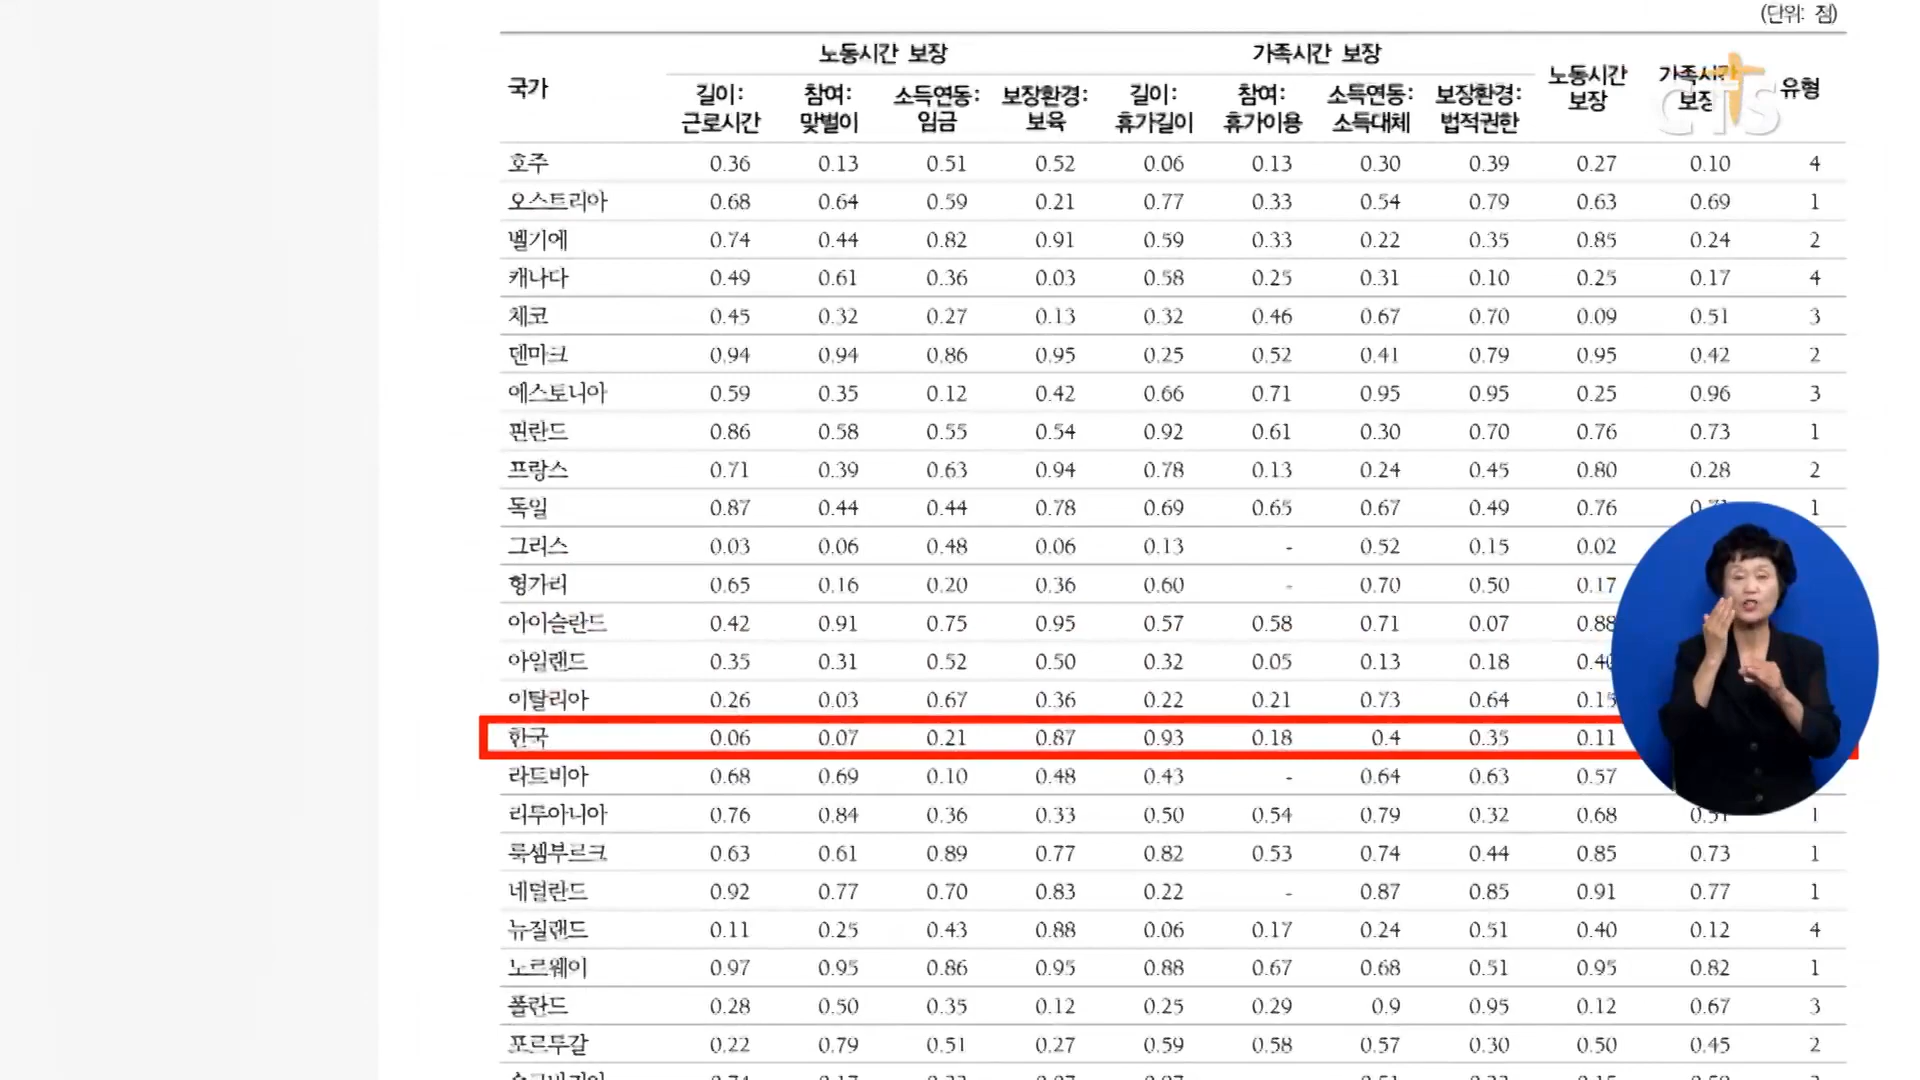 (단위: 점)
노동시간 보장 가족시간 보장
국가 길이: 참여: 소득연동: 보장환경: 길이: 참여: 소득연동: 보장환경: 노동시간 가족시간 유형
근로시간 맞벌이 임금 보육 휴가길이 휴가이용 소득대체 법적권한 보장 보장
CTS
호주 0.36 0.13 0.51 0.52 0.06 0.13 0.30 0.39 0.27 0.10 4
오스트리아 0.68 0.64 0.59 0.21 0.77 0.33 0.54 0.79 0.63 0.69 1
벨기에 0.74 0.44 0.82 0.91 0.59 0.33 0.22 0.35 0.85 0.24 2
캐나다 0.49 0.61 0.36 0.03 0.58 0.25 0.31 0.10 0.25 0.17 4
체코 0.45 0.32 0.27 0.13 0.32 0.46 0.67 0.70 0.09 0.51 3
덴마크 0.94 0.94 0.86 0.95 0.25 0.52 0.41 0.79 0.95 0.42 2
에스토니아 0.59 0.35 0.12 0.42 0.66 0.71 0.95 0.95 0.25 0.96 3
핀란드 0.86 0.58 0.55 0.54 0.92 0.61 0.30 0.70 0.76 0.73 1
프랑스 0.71 0.39 0.63 0.94 0.78 0.13 0.24 0.45 0.80 0.28 2
독일 0.87 0.44 0.44 0.78 0.69 0.65 0.67 0.49 0.76 1
그리스 0.03 0.06 0.48 0.06 0.13 - 0.52 0.15 0.02
헝가리 0.65 0.16 0.20 0.36 0.60 - 0.70 0.50 0.17
아이슬란드 0.42 0.91 0.75 0.95 0.57 0.58 0.71 0.07 0.88
아일랜드 0.35 0.31 0.52 0.50 0.32 0.05 0.13 0.18 0.40
이탈리아 0.26 0.03 0.67 0.36 0.22 0.21 0.73 0.64 0.15
한국 0.06 0.07 0.21 0.87 0.93 0.18 0.4 0.35 0.11
라트비아 0.68 0.69 0.10 0.48 0.43 - 0.64 0.63 0.57
리투아니아 0.76 0.84 0.36 0.33 0.50 0.54 0.79 0.32 0.68 1
룩셈부르크 0.63 0.61 0.89 0.77 0.82 0.53 0.74 0.44 0.85 0.73 1
네덜란드 0.92 0.77 0.70 0.83 0.22 - 0.87 0.85 0.91 0.77 1
뉴질랜드 0.11 0.25 0.43 0.88 0.06 0.17 0.24 0.51 0.40 0.12 4
노르웨이 0.97 0.95 0.86 0.95 0.88 0.67 0.68 0.51 0.95 0.82 1
폴란드 0.28 0.50 0.35 0.12 0.25 0.29 0.9 0.95 0.12 0.67 3
포르투갈 0.22 0.79 0.51 0.27 0.59 0.58 0.57 0.30 0.50 0.45 2